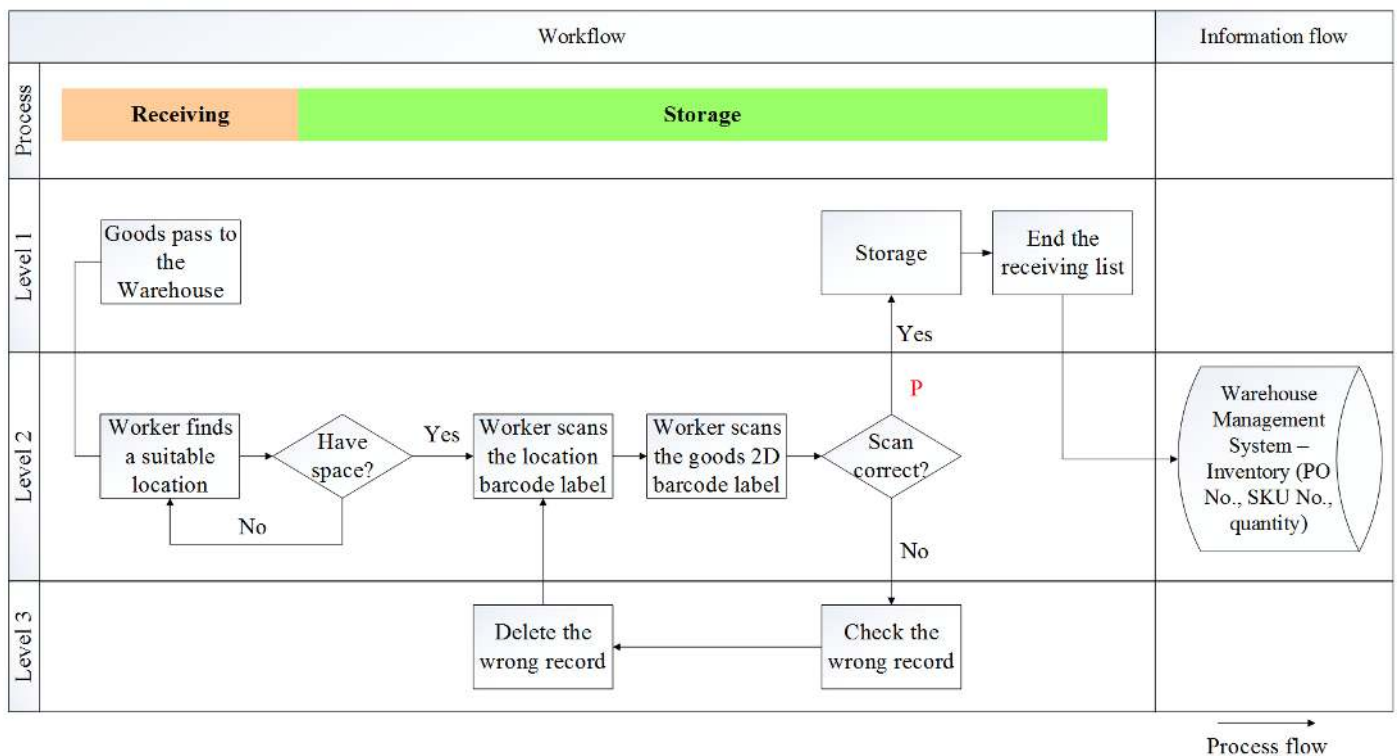 Workflow
Information flow
Process
Receiving
Storage
Level 1
Goods pass to
the
Warehouse
Storage
End the
receiving list
Yes
P
Level 2
Worker finds
a suitable
location
Have
space?
Yes
No
Worker scans
the location
barcode label
Worker scans
the goods 2D
barcode label
Scan
correct?
No
Warehouse
Management
System –
Inventory (PO
No., SKU No.,
quantity)
Level 3
Delete the
wrong record
Check the
wrong record
Process flow